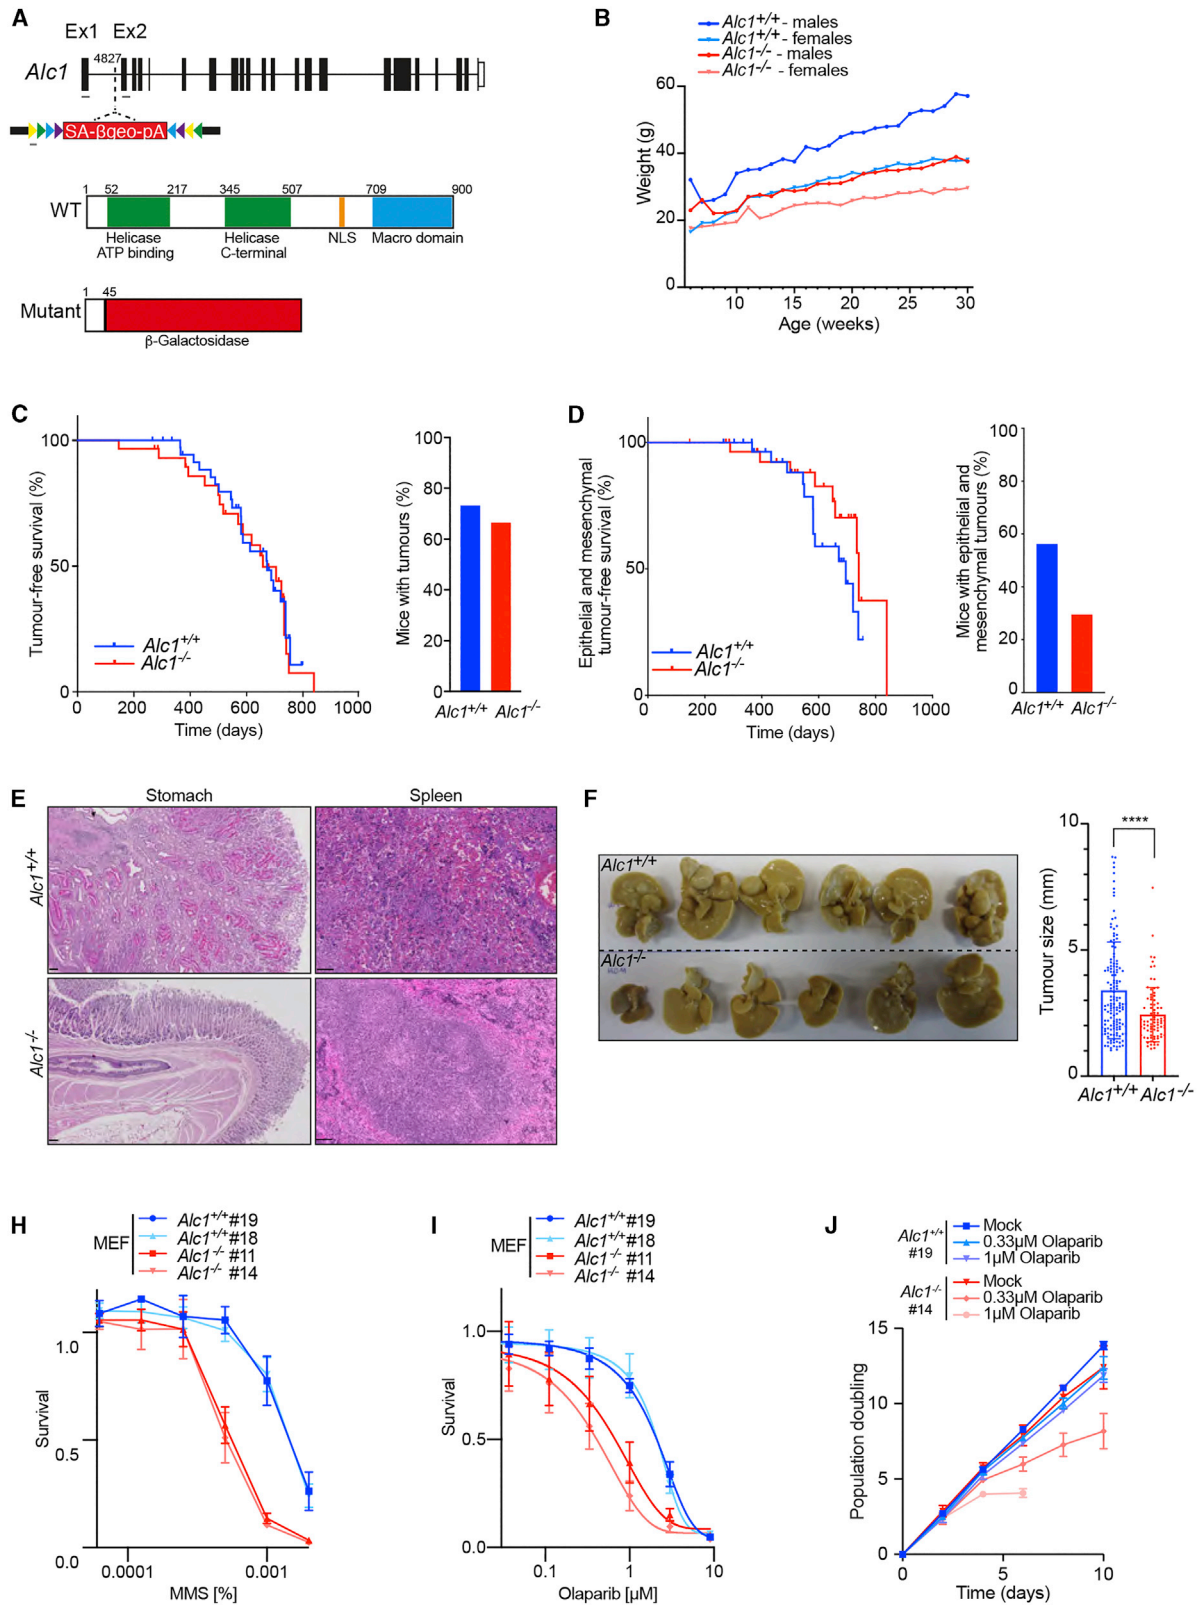 A
Ex1 Ex2
4827
Alc1
SA-βgeo-pA
1 52 217 345 507 709 900
WT
Helicase
ATP binding
Helicase
C-terminal
NLS
Macro domain
1 45
Mutant
β-Galactosidase
B
Alc1+/+ - males
Alc1+/+ - females
Alc1-/- - males
Alc1-/- - females
60
40
20
0
Weight (g)
10 20 30
Age (weeks)
C
100
50
0
Tumour-free survival (%)
Alc1+/+
Alc1-/-
0 200 400 600 800 1000
Time (days)
100
80
60
40
20
0
Mice with tumours (%)
Alc1+/+ Alc1-/-
D
100
50
0
Epithelial and mesenchymal
tumour-free survival (%)
Alc1+/+
Alc1-/-
0 200 400 600 800 1000
Time (days)
100
80
60
40
20
0
Mice with epithelial and
mesenchymal tumours (%)
Alc1+/+ Alc1-/-
E
Stomach Spleen
Alc1+/+
Alc1-/-
F
Alc1+/+
Alc1-/-
10
5
0
Tumour size (mm)
****
Alc1+/+ Alc1-/-
H
MEF
Alc1+/+ #19
Alc1+/+ #18
Alc1-/- #11
Alc1-/- #14
1.0
0.5
0.0
Survival
0.0001 0.001
MMS [%]
I
MEF
Alc1+/+ #19
Alc1+/+ #18
Alc1-/- #11
Alc1-/- #14
1.0
0.5
0.0
Survival
0.1 1 10
Olaparib [µM]
J
Alc1+/+
#19
Mock
0.33µM Olaparib
1µM Olaparib
Alc1-/-
#14
Mock
0.33µM Olaparib
1µM Olaparib
15
10
5
0
Population doubling
0 5 10
Time (days)